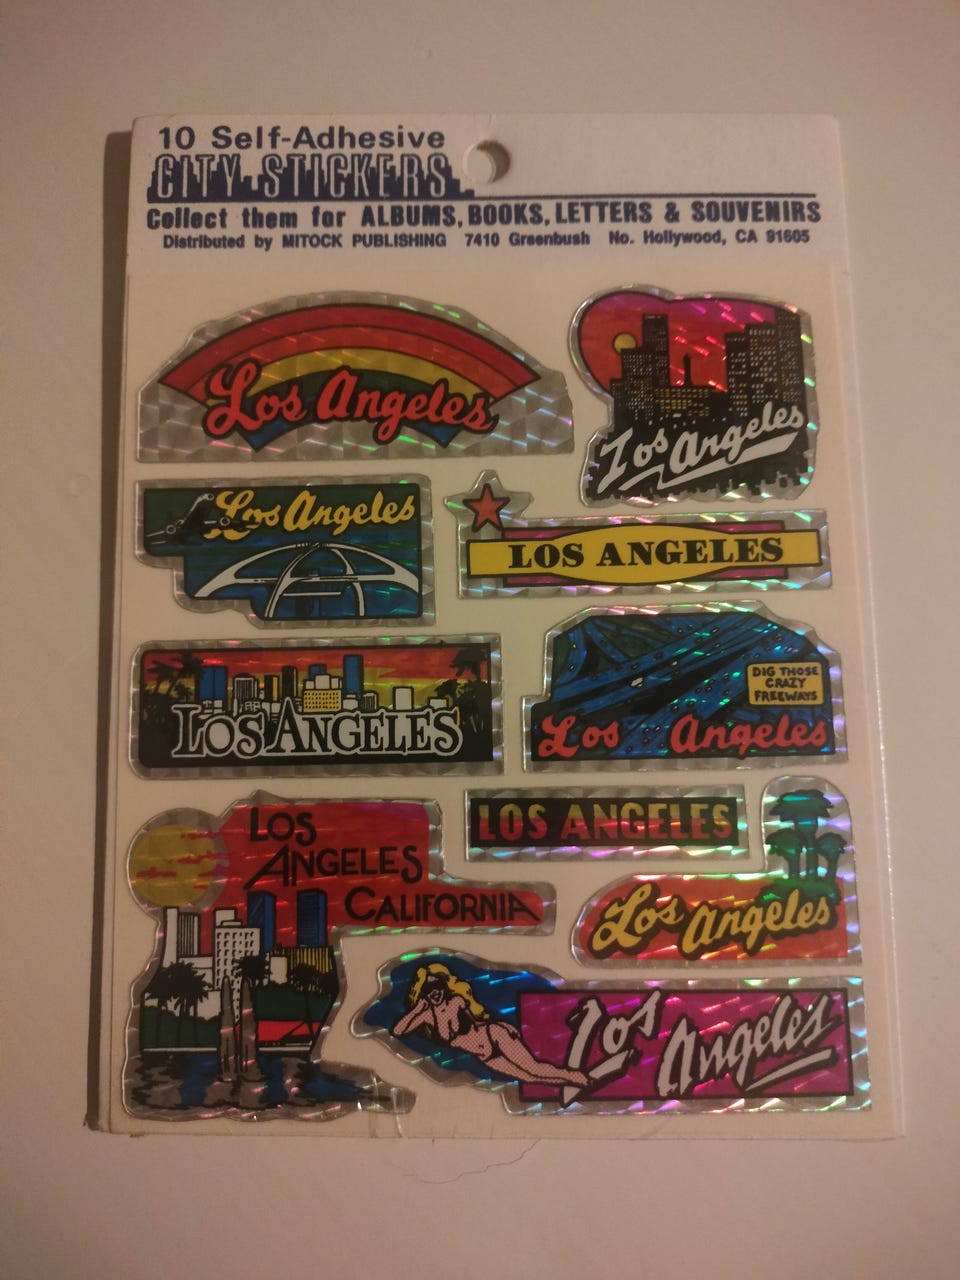 10 Self-Adhesive
CITY STICKERS
Collect them for ALBUMS, BOOKS, LETTERS & SOUVENIRS
Distributed by MITOCK PUBLISHING 7410 Greenbush No. Hollywood, CA 91605
Los Angeles
Los Angeles
Los Angeles
LOS ANGELES
LOS ANGELES
DIG THOSE
CRAZY
FREEWAYS
Los Angeles
LOS
ANGELES
CALIFORNIA
LOS ANGELES
Los Angeles
Los Angeles